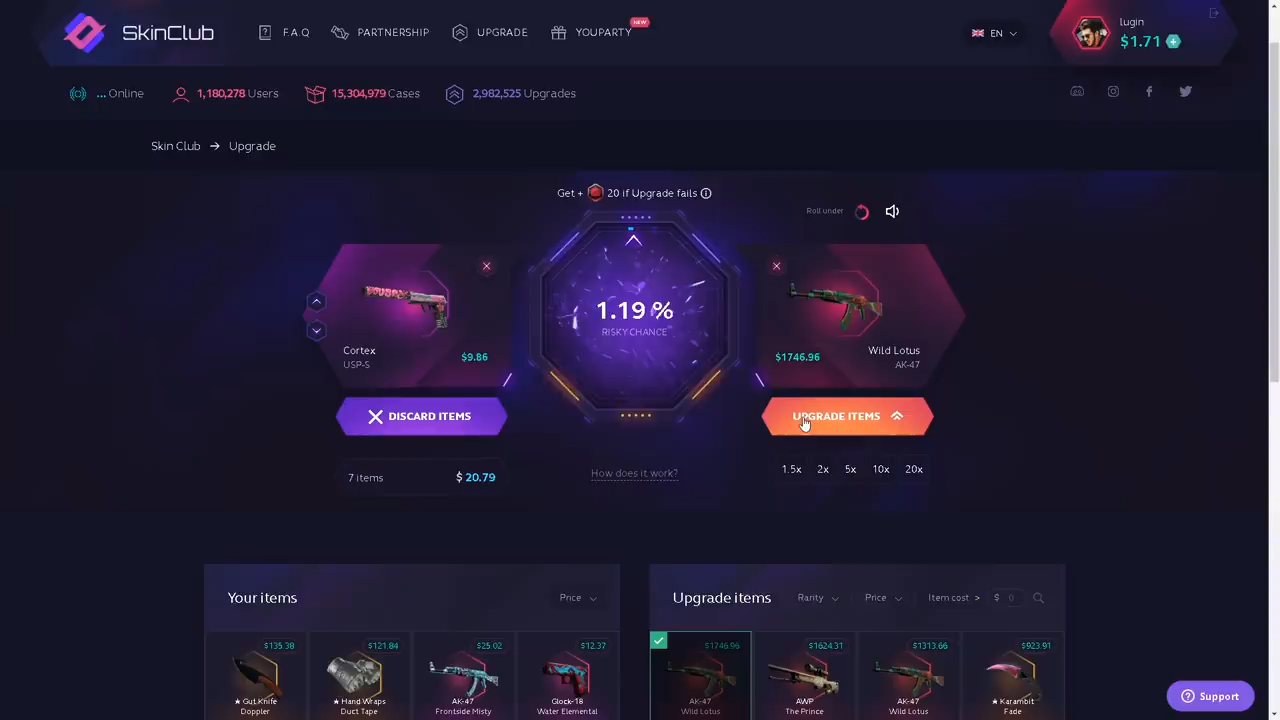 SkinClub
F A Q
PARTNERSHIP
UPGRADE
YOUPARTY
NEW
EN
lugin
$1.71
... Online
1,180,278 Users
15,304,979 Cases
2,982,525 Upgrades
Skin Club → Upgrade
Get + 20 if Upgrade fails
Roll under
1.19 %
RISKY CHANCE
Cortex
USP-S
$9.86
$1746.96
Wild Lotus
AK-47
DISCARD ITEMS
UPGRADE ITEMS
7 items
$ 20.79
How does it work?
1.5x 2x 5x 10x 20x
Your items
Price
Upgrade items
Rarity
Price
Item cost >
$ 0
$135.38
★ Gut Knife
Doppler
$121.84
★ Hand Wraps
Duct Tape
$25.02
AK-47
Frontside Misty
$12.37
Glock-18
Water Elemental
$1746.96
AK-47
Wild Lotus
$1624.31
AWP
The Prince
$1313.66
AK-47
Wild Lotus
$923.91
★ Karambit
Fade
Support